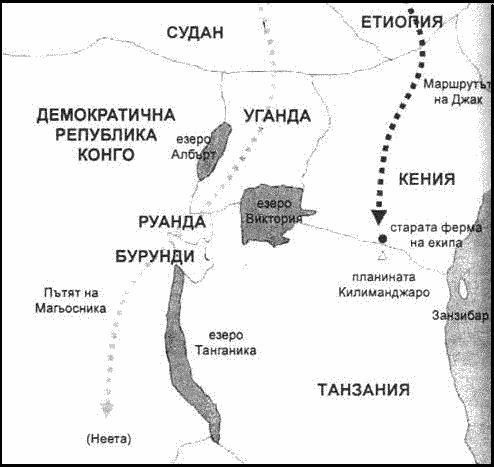 СУДАН
ЕТИОПИЯ
Маршрутът
на Джак
ДЕМОКРАТИЧНА
РЕПУБЛИКА
КОНГО
УГАНДА
езеро
Албърт
КЕНИЯ
езеро
Виктория
РУАНДА
старата ферма
на екипа
БУРУНДИ
планината
Килиманджаро
Пътят на
Магьосника
Занзибар
езеро
Танганика
ТАНЗАНИЯ
(Неета)